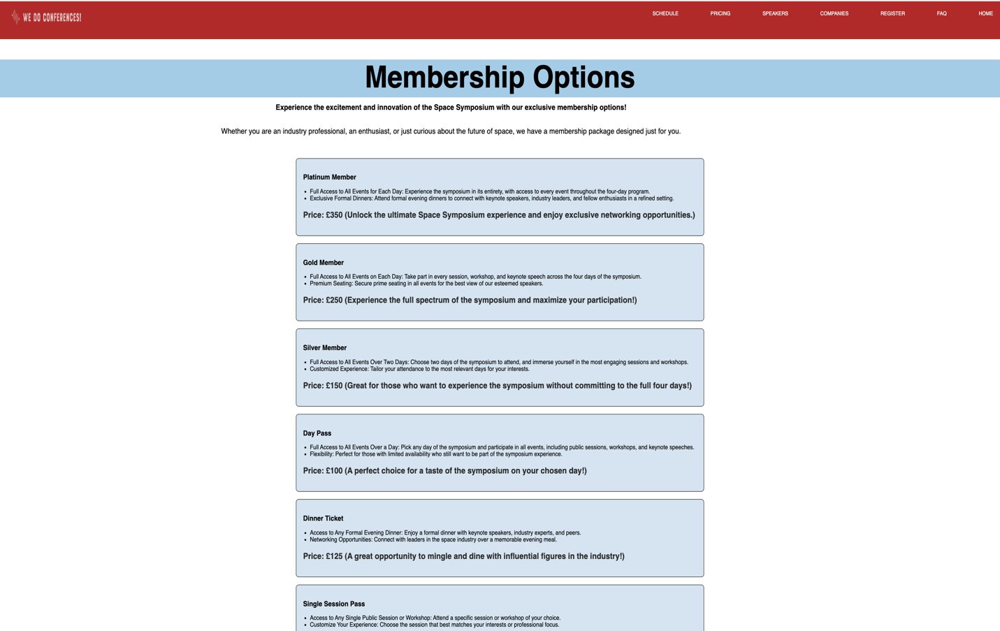 WE DO CONFERENCES!
SCHEDULE PRICING SPEAKERS COMPANIES REGISTER FAQ HOME
Membership Options
Experience the excitement and innovation of the Space Symposium with our exclusive membership options!
Whether you are an industry professional, an enthusiast, or just curious about the future of space, we have a membership package designed just for you.
Platinum Member
• Full Access to All Events for Each Day: Experience the symposium in its entirety, with access to every event throughout the four-day program.
• Exclusive Formal Dinners: Attend formal evening dinners to connect with keynote speakers, industry leaders, and fellow enthusiasts in a refined setting.
Price: £350 (Unlock the ultimate Space Symposium experience and enjoy exclusive networking opportunities.)
Gold Member
• Full Access to All Events on Each Day: Take part in every session, workshop, and keynote speech across the four days of the symposium.
• Premium Seating: Secure prime seating in all events for the best view of our esteemed speakers.
Price: £250 (Experience the full spectrum of the symposium and maximize your participation!)
Silver Member
• Full Access to All Events Over Two Days: Choose two days of the symposium to attend, and immerse yourself in the most engaging sessions and workshops.
• Customized Experience: Tailor your attendance to the most relevant days for your interests.
Price: £150 (Great for those who want to experience the symposium without committing to the full four days!)
Day Pass
• Full Access to All Events Over a Day: Pick any day of the symposium and participate in all events, including public sessions, workshops, and keynote speeches.
• Flexibility: Perfect for those with limited availability who still want to be part of the symposium experience.
Price: £100 (A perfect choice for a taste of the symposium on your chosen day!)
Dinner Ticket
• Access to Any Formal Evening Dinner: Enjoy a formal dinner with keynote speakers, industry experts, and peers.
• Networking Opportunities: Connect with leaders in the space industry over a memorable evening meal.
Price: £125 (A great opportunity to mingle and dine with influential figures in the industry!)
Single Session Pass
• Access to Any Single Public Session or Workshop: Attend a specific session or workshop of your choice.
• Customize Your Experience: Choose the session that best matches your interests or professional focus.